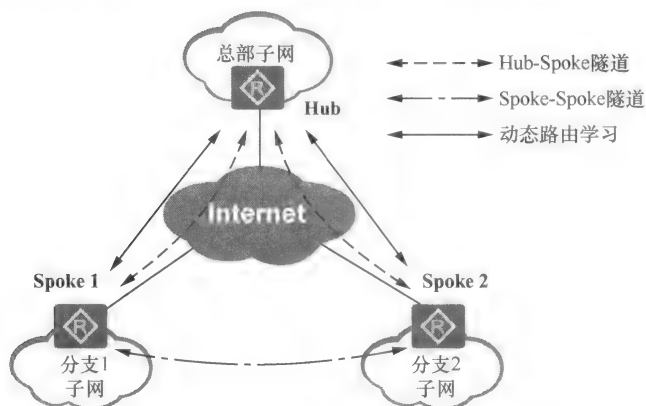 总部子网
R
Hub
Hub-Spoke隧道
Spoke-Spoke隧道
动态路由学习
Internet
Spoke 1
Spoke 2
R
R
分支1
子网
分支2
子网